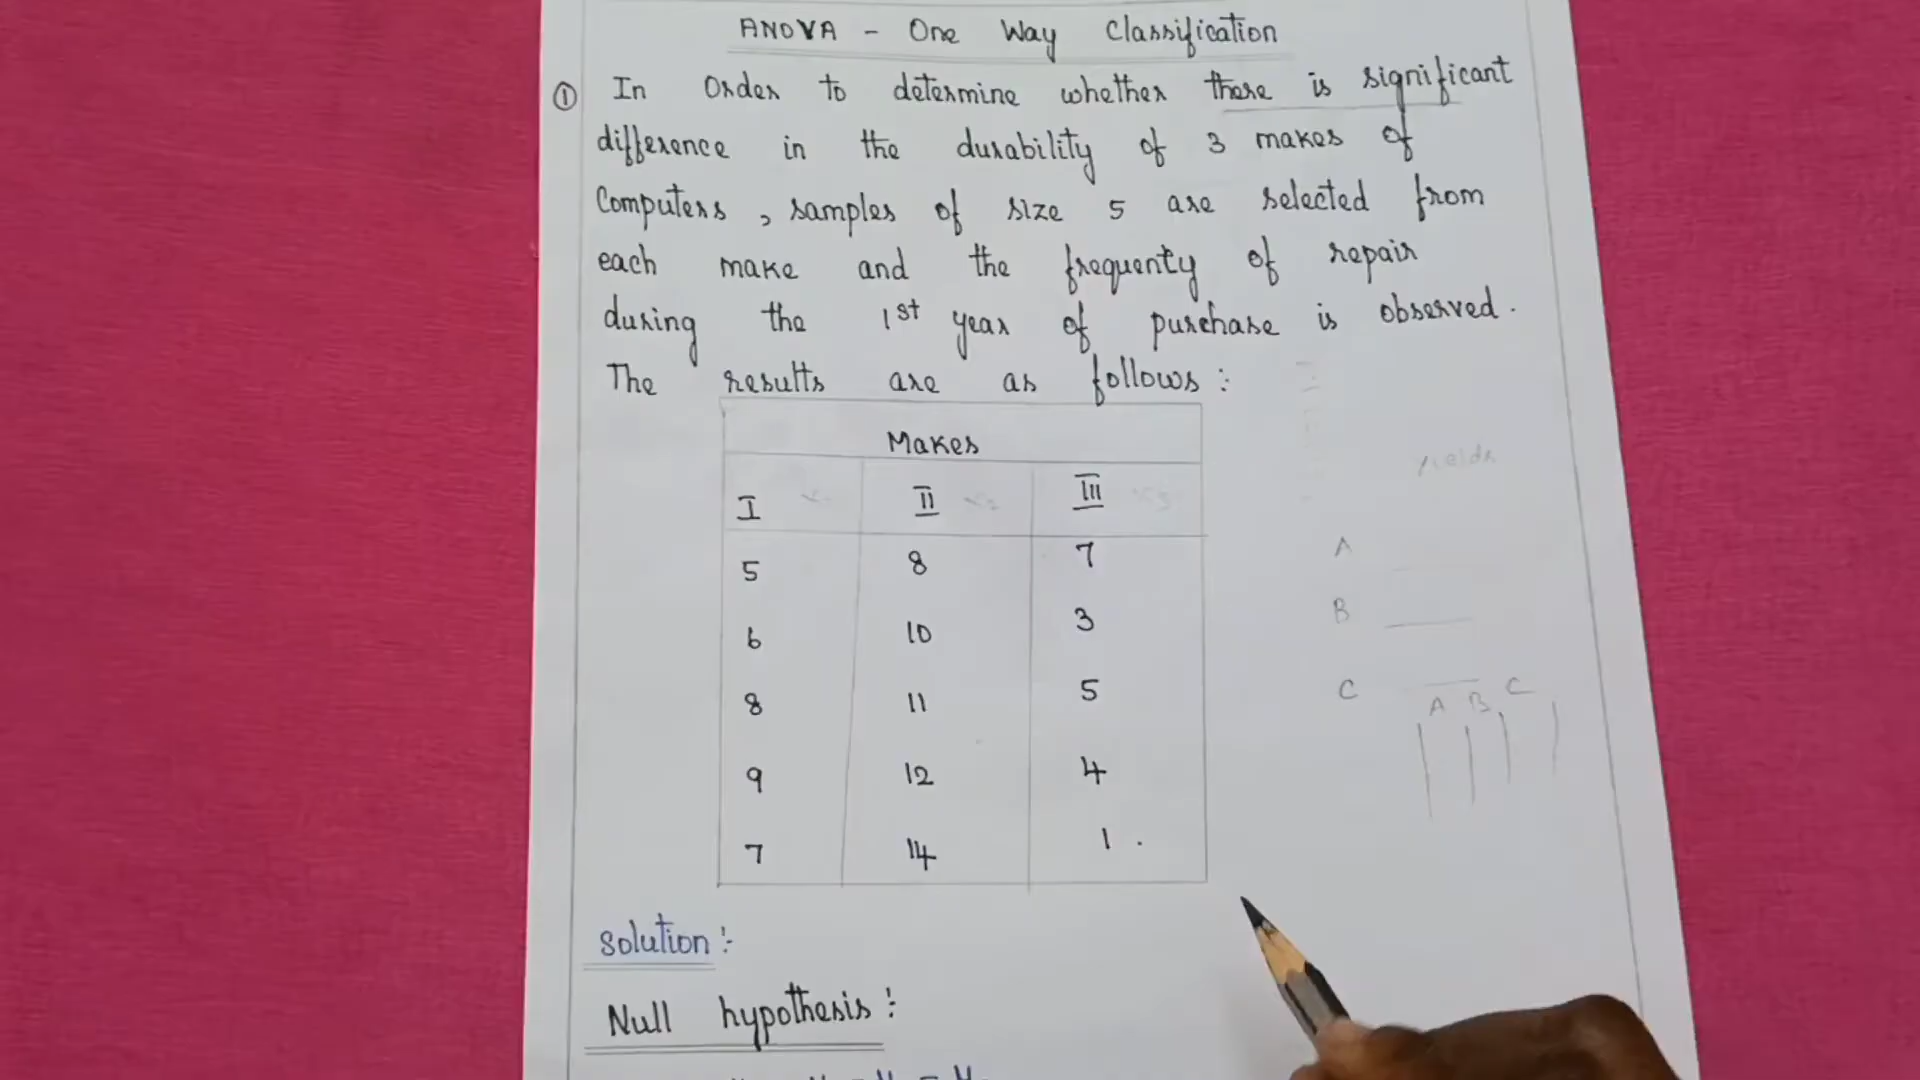 ANOVA - One Way Classification
① In Order to determine whether there is significant
difference in the durability of 3 makes of
Computers, samples of size 5 are selected from
each make and the frequenty of repair
during the 1st year of purchase is observed.
The results are as follows:
Makes
I II III
5 8 7
6 10 3
8 11 5
9 12 4
7 14 1.
yields
A
B
C
A B C
Solution:-
Null hypothesis: